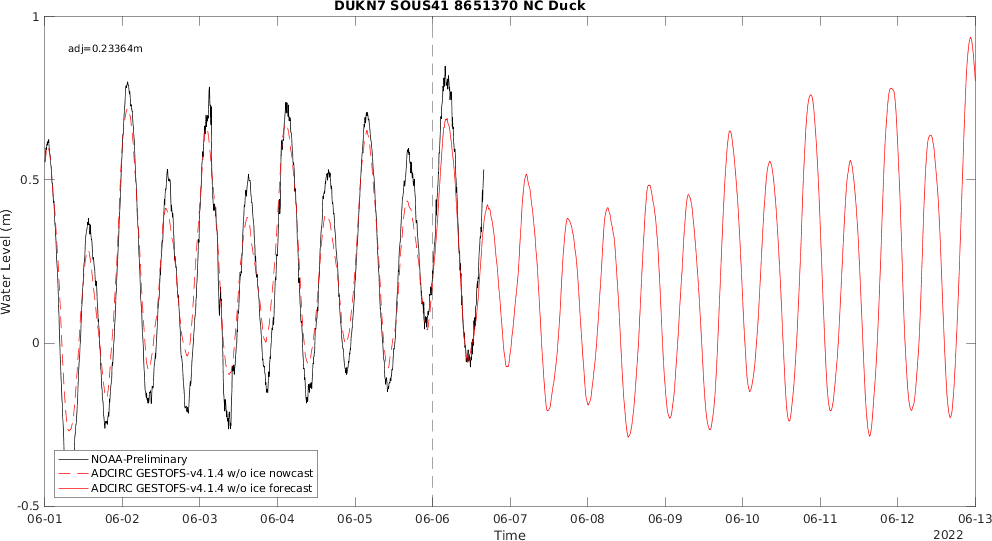 DUKN7 SOUS41 8651370 NC Duck
adj=0.23364m
1
0.5
0
-0.5
Water Level (m)
NOAA-Preliminary
ADCIRC GESTOFS-v4.1.4 w/o ice nowcast
ADCIRC GESTOFS-v4.1.4 w/o ice forecast
06-01 06-02 06-03 06-04 06-05 06-06 06-07 06-08 06-09 06-10 06-11 06-12 06-13
Time
2022